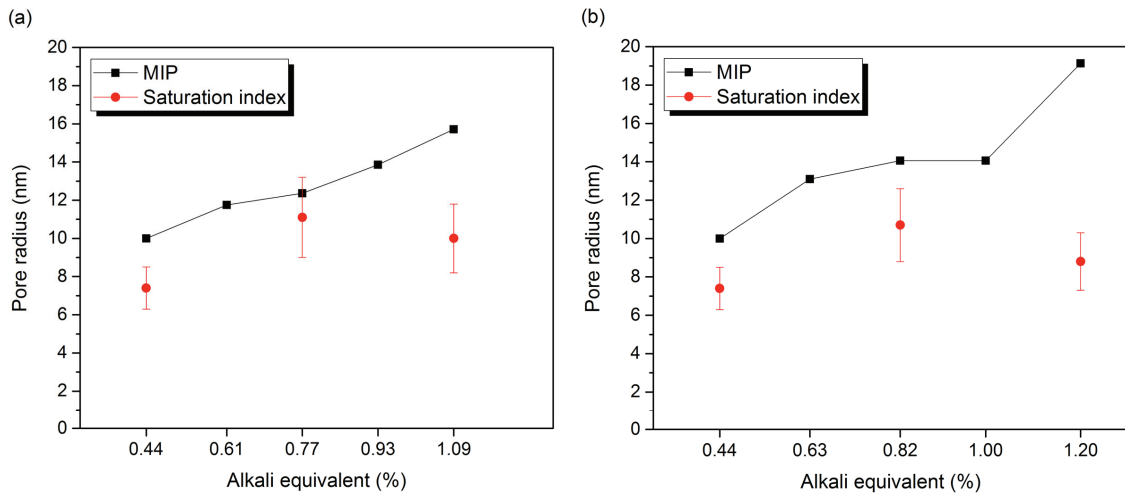 (a)
MIP
Saturation index
Pore radius (nm)
20
18
16
14
12
10
8
6
4
2
0
0.44 0.61 0.77 0.93 1.09
Alkali equivalent (%)
(b)
MIP
Saturation index
Pore radius (nm)
20
18
16
14
12
10
8
6
4
2
0
0.44 0.63 0.82 1.00 1.20
Alkali equivalent (%)